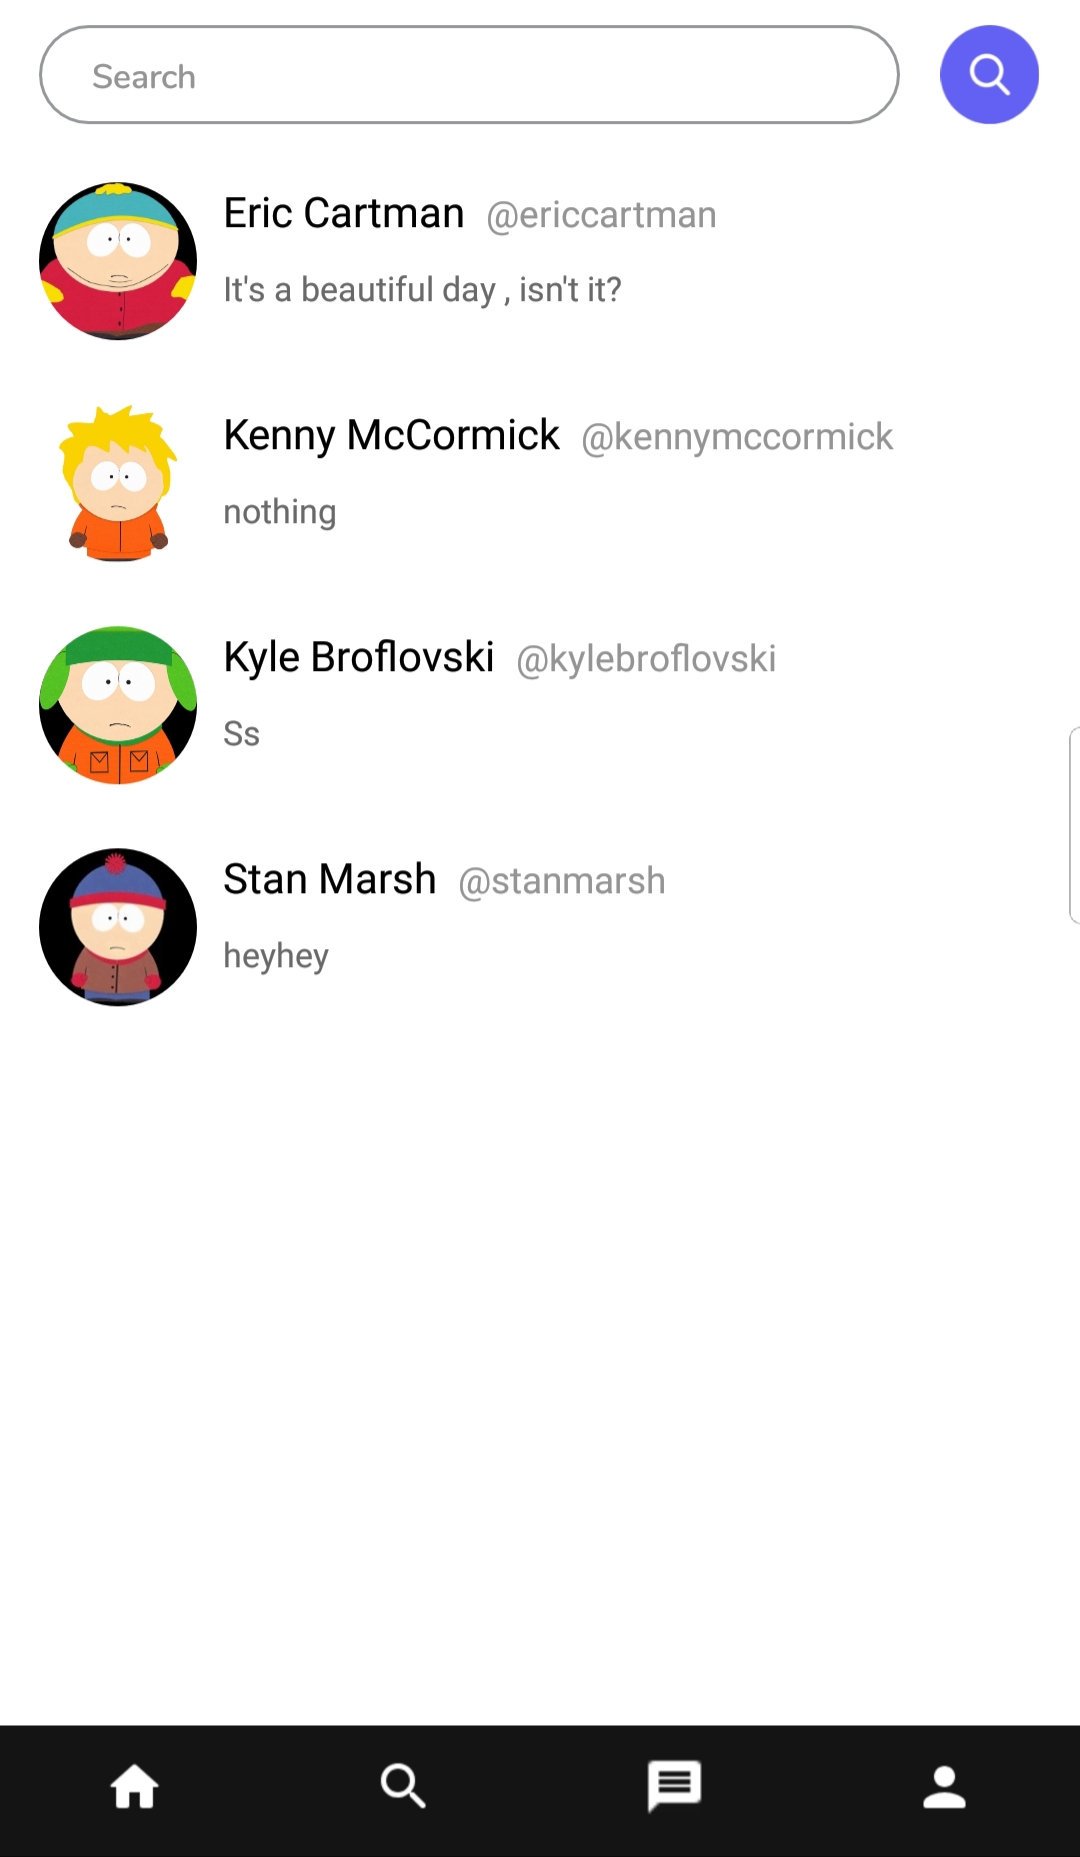 Search
Eric Cartman @ericcartman
It's a beautiful day , isn't it?
Kenny McCormick @kennymccormick
nothing
Kyle Broflovski @kylebroflovski
Ss
Stan Marsh @stanmarsh
heyhey